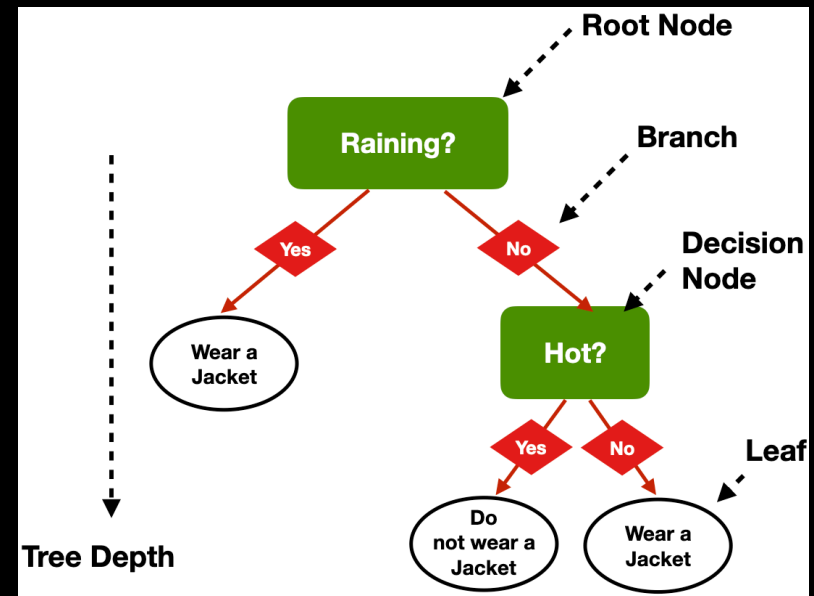 Root Node
Raining?
Branch
Yes
No
Decision
Node
Wear a
Jacket
Hot?
Yes
No
Leaf
Do
not wear a
Jacket
Wear a
Jacket
Tree Depth